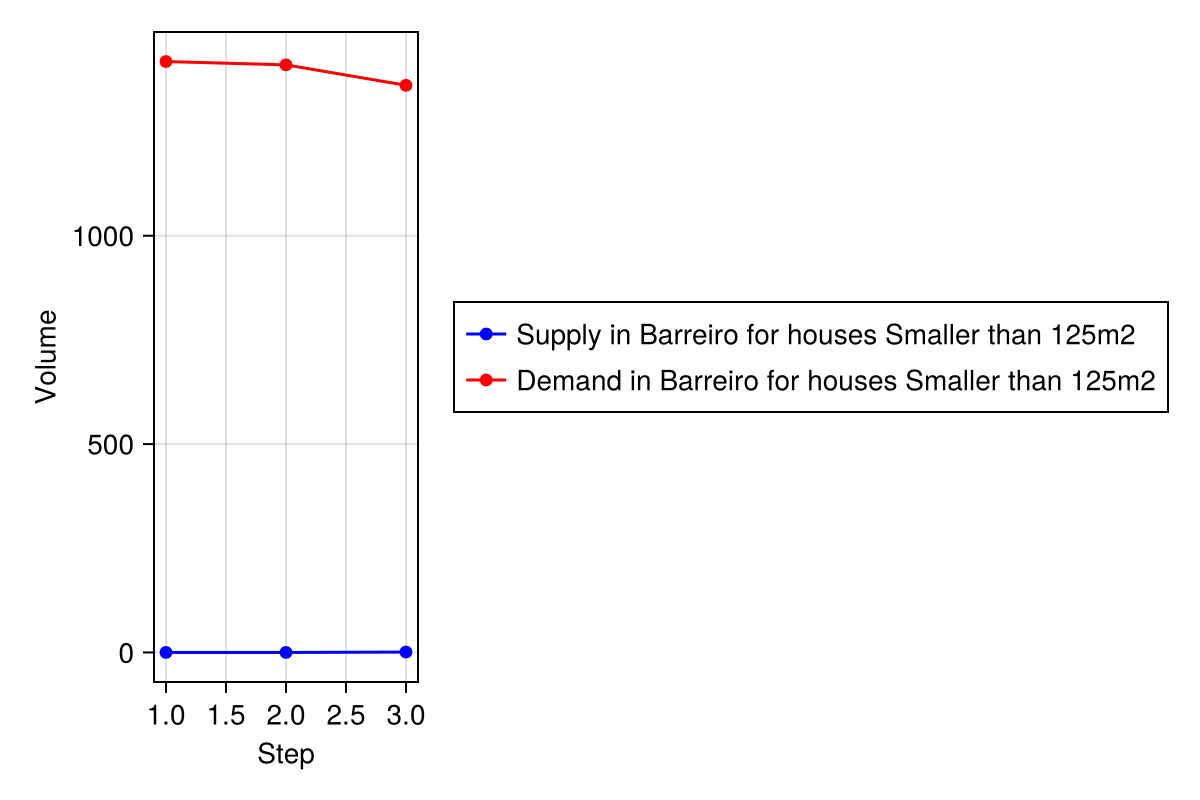 Volume
1000
500
0
1.0 1.5 2.0 2.5 3.0
Step
Supply in Barreiro for houses Smaller than 125m2
Demand in Barreiro for houses Smaller than 125m2